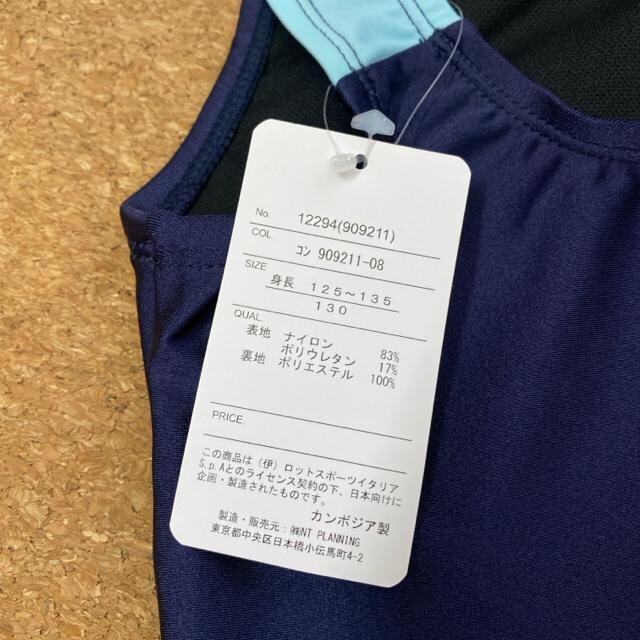 No. 12294(909211)
COL. コン 909211-08
SIZE
身長 125~135
130
QUAL.
表地 ナイロン 83%
ポリウレタン 17%
裏地 ポリエステル 100%
PRICE.
この商品は(伊)ロットスポーツイタリア
S.p.Aとのライセンス契約の下、日本向けに
企画・製造されたものです。
カンボジア製
製造・販売元:㈱NT PLANNING
東京都中央区日本橋小伝馬町4-2